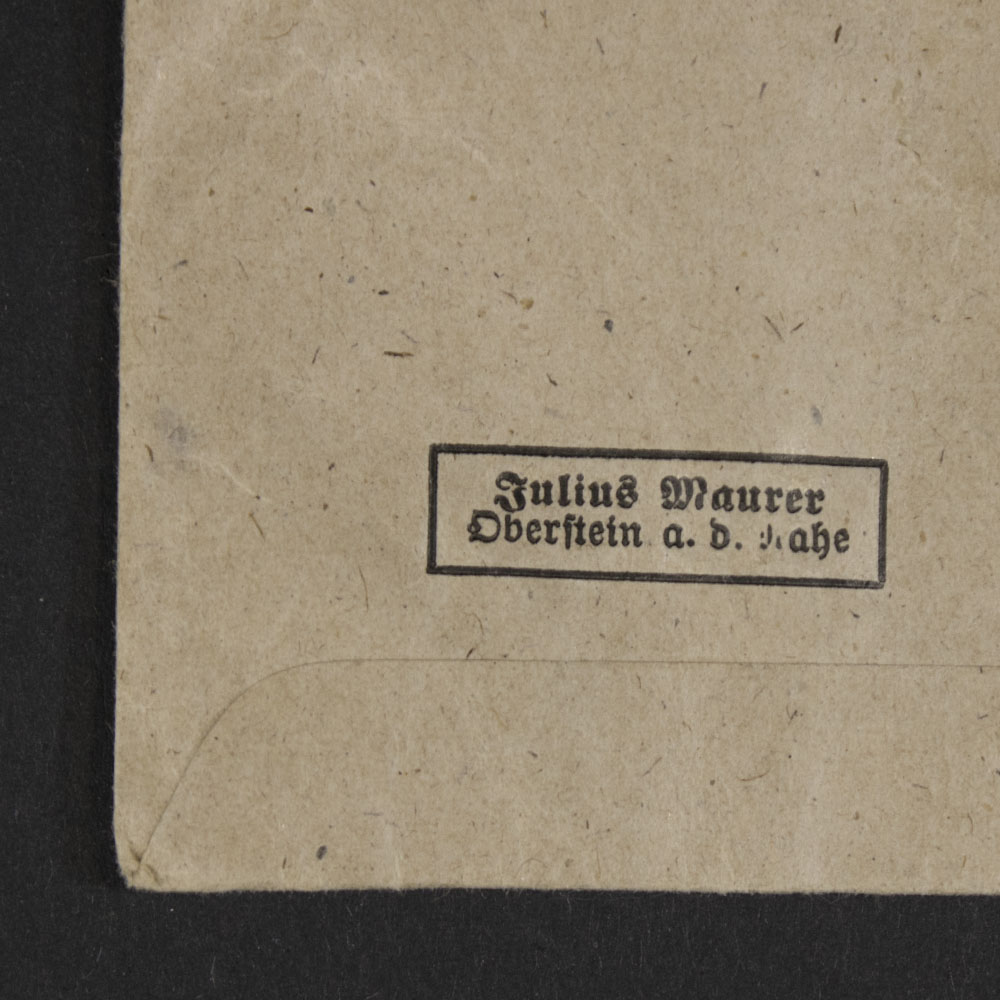 Julius Maurer
Oberstein a. d. Nahe